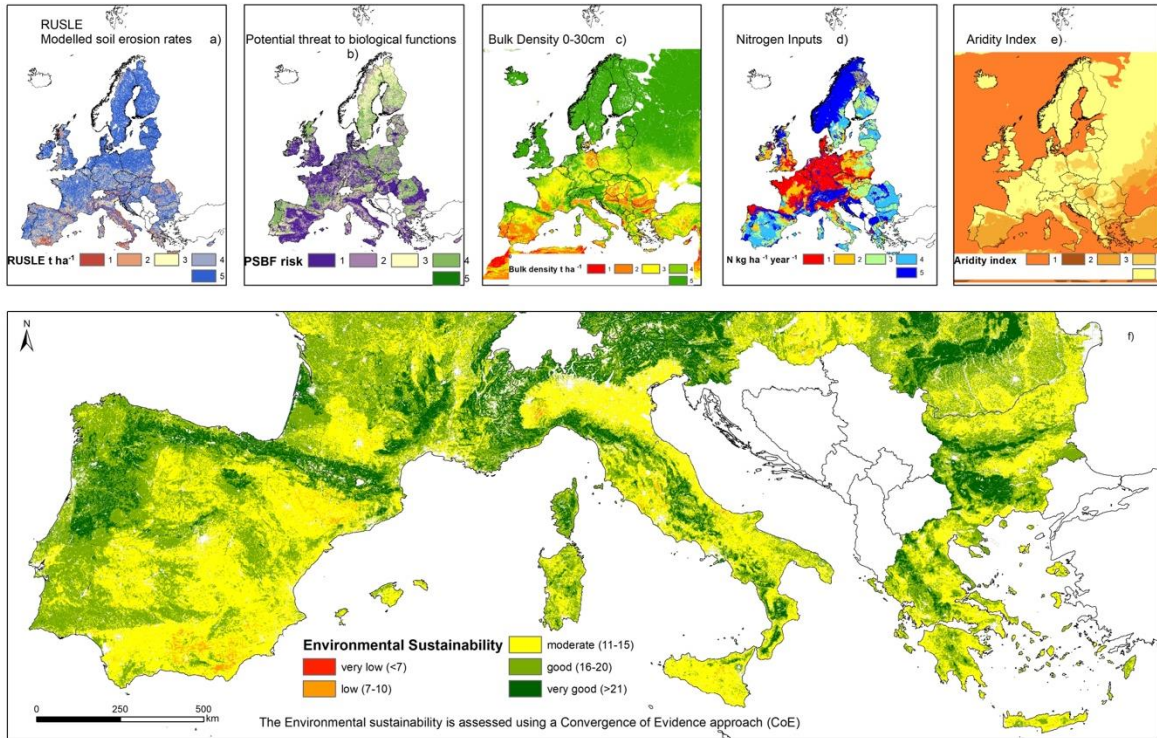 RUSLE
Modelled soil erosion rates a)
RUSLE t ha⁻¹ 1 2 3 4
5
Potential threat to biological functions
b)
PSBF risk 1 2 3 4
5
Bulk Density 0-30cm c)
Bulk density t ha ⁻¹ 1 2 3 4
5
Nitrogen Inputs d)
N kg ha⁻¹ year⁻¹ 1 2 3 4
5
Aridity Index e)
Aridity index 1 2 3
N
f)
Environmental Sustainability
very low (<7)
low (7-10)
moderate (11-15)
good (16-20)
very good (>21)
0 250 500
km
The Environmental sustainability is assessed using a Convergence of Evidence approach (CoE)